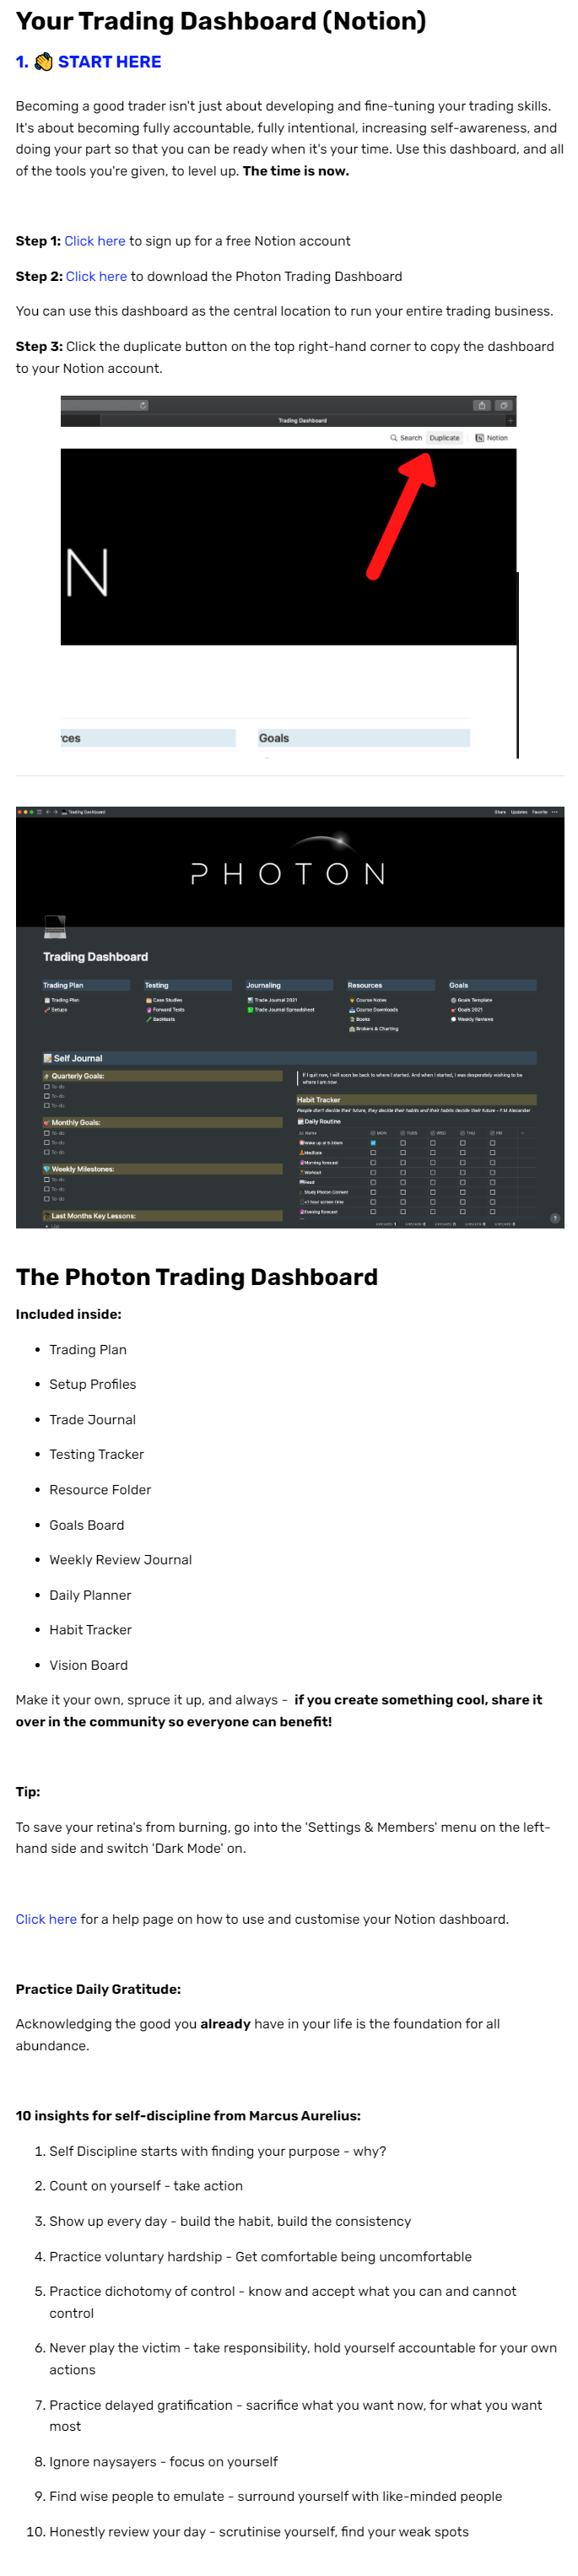 Your Trading Dashboard (Notion)
1. 👋 START HERE
Becoming a good trader isn't just about developing and fine-tuning your trading skills.
It's about becoming fully accountable, fully intentional, increasing self-awareness, and
doing your part so that you can be ready when it's your time. Use this dashboard, and all
of the tools you're given, to level up. The time is now.
Step 1: Click here to sign up for a free Notion account
Step 2: Click here to download the Photon Trading Dashboard
You can use this dashboard as the central location to run your entire trading business.
Step 3: Click the duplicate button on the top right-hand corner to copy the dashboard
to your Notion account.
Trading Dashboard
Search Duplicate Notion
N
rces Goals
Trading Dashboard Share Updates Favorite
PHOTON
Trading Dashboard
Trading Plan Testing Journaling Resources Goals
Trading Plan Case Studies Trade Journal 2021 Course Notes Goals Template
Setups Forward Tests Trade Journal Spreadsheet Course Downloads Goals 2021
Backtests Books Weekly Reviews
Brokers & Charting
Self Journal
Quarterly Goals:
To-do
To-do
To-do
Monthly Goals:
To-do
To-do
To-do
Weekly Milestones:
To-do
To-do
To-do
Last Months Key Lessons:
List
If I quit now, I will soon be back to where I started. And when I started, I was desperately wishing to be
where I am now.
Habit Tracker
People don't decide their future, they decide their habits and their habits decide their future - F.M Alexander
Daily Routine
Name MON TUES WED THU FRI
Wake up at 5:30am
Meditate
Morning forecast
Workout
Read
Study Photon Content
<1 hour screen time
Evening forecast
The Photon Trading Dashboard
Included inside:
• Trading Plan
• Setup Profiles
• Trade Journal
• Testing Tracker
• Resource Folder
• Goals Board
• Weekly Review Journal
• Daily Planner
• Habit Tracker
• Vision Board
Make it your own, spruce it up, and always - if you create something cool, share it
over in the community so everyone can benefit!
Tip:
To save your retina's from burning, go into the 'Settings & Members' menu on the left-
hand side and switch 'Dark Mode' on.
Click here for a help page on how to use and customise your Notion dashboard.
Practice Daily Gratitude:
Acknowledging the good you already have in your life is the foundation for all
abundance.
10 insights for self-discipline from Marcus Aurelius:
1. Self Discipline starts with finding your purpose - why?
2. Count on yourself - take action
3. Show up every day - build the habit, build the consistency
4. Practice voluntary hardship - Get comfortable being uncomfortable
5. Practice dichotomy of control - know and accept what you can and cannot
control
6. Never play the victim - take responsibility, hold yourself accountable for your own
actions
7. Practice delayed gratification - sacrifice what you want now, for what you want
most
8. Ignore naysayers - focus on yourself
9. Find wise people to emulate - surround yourself with like-minded people
10. Honestly review your day - scrutinise yourself, find your weak spots